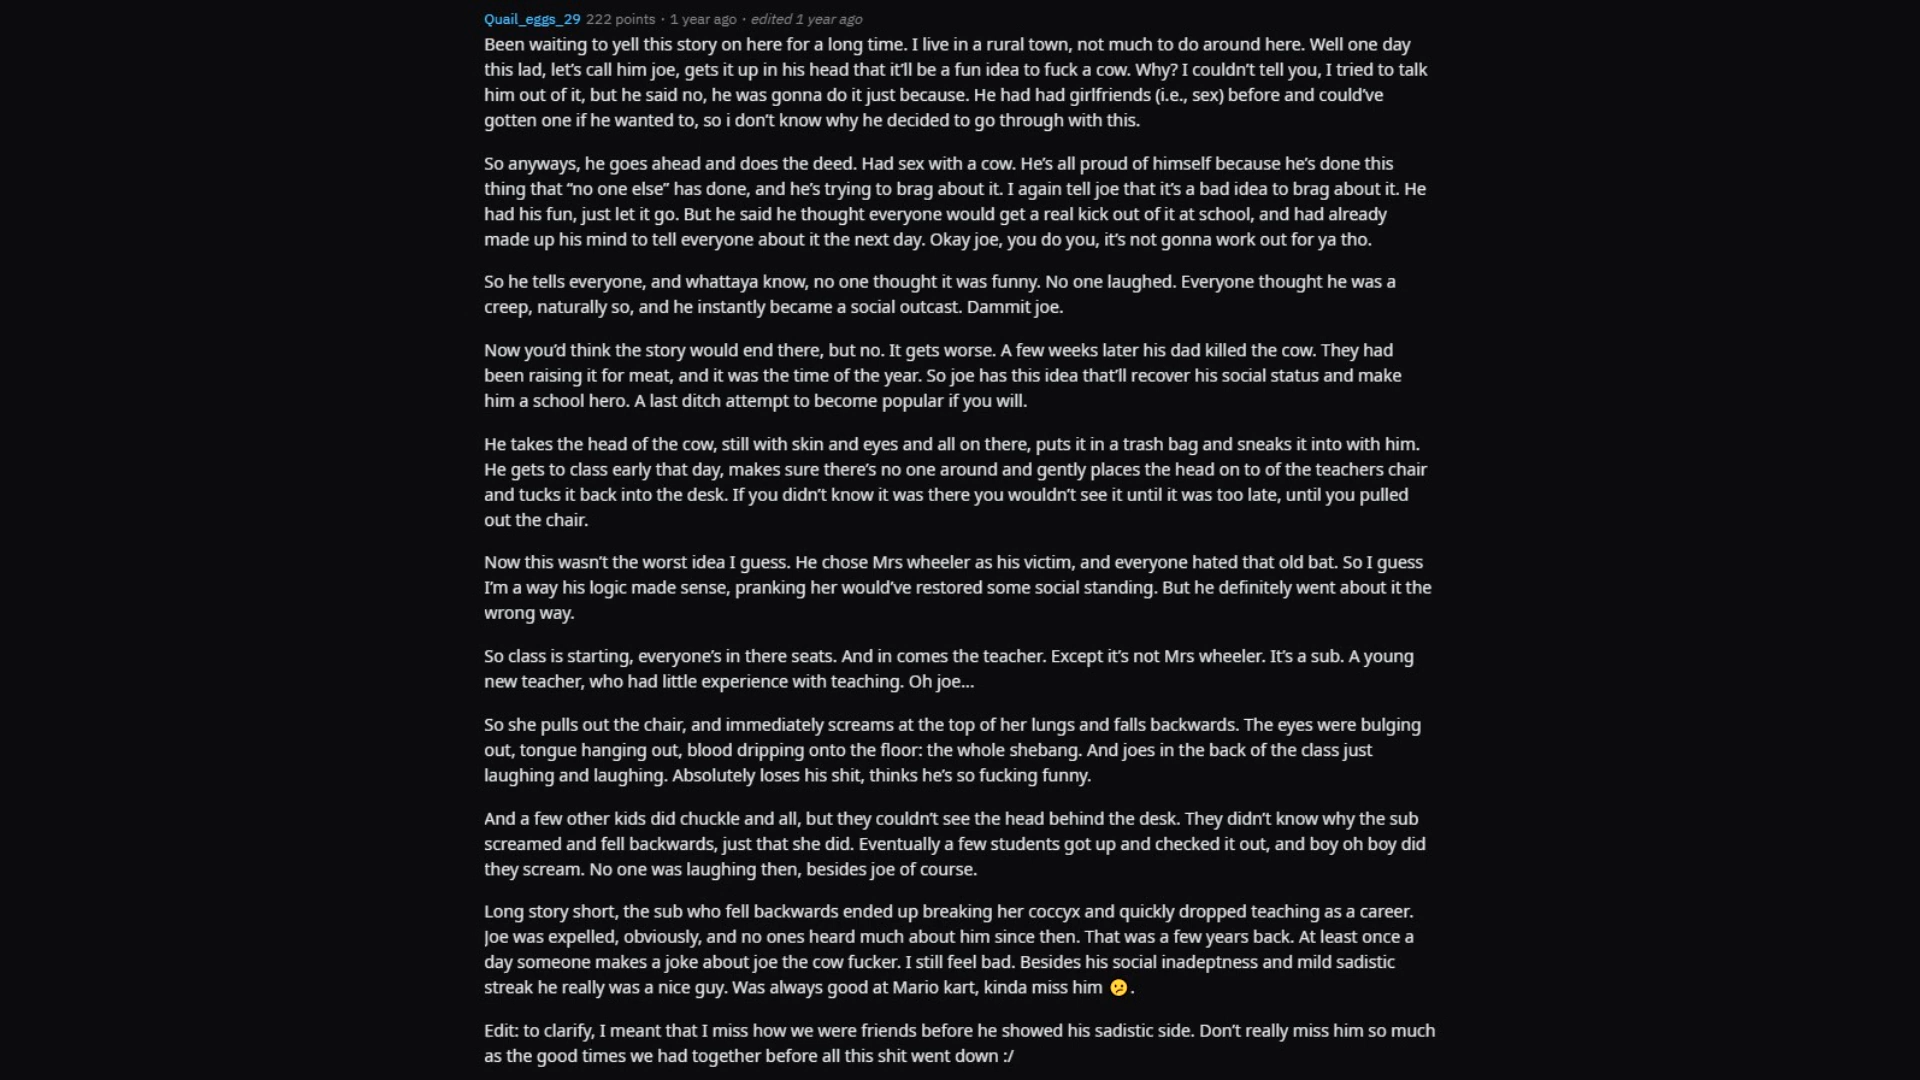 Quail_eggs_29 222 points · 1 year ago · edited 1 year ago
Been waiting to yell this story on here for a long time. I live in a rural town, not much to do around here. Well one day
this lad, let’s call him joe, gets it up in his head that it’ll be a fun idea to fuck a cow. Why? I couldn’t tell you, I tried to talk
him out of it, but he said no, he was gonna do it just because. He had had girlfriends (i.e., sex) before and could’ve
gotten one if he wanted to, so i don’t know why he decided to go through with this.
So anyways, he goes ahead and does the deed. Had sex with a cow. He’s all proud of himself because he’s done this
thing that “no one else” has done, and he’s trying to brag about it. I again tell joe that it’s a bad idea to brag about it. He
had his fun, just let it go. But he said he thought everyone would get a real kick out of it at school, and had already
made up his mind to tell everyone about it the next day. Okay joe, you do you, it’s not gonna work out for ya tho.
So he tells everyone, and whattaya know, no one thought it was funny. No one laughed. Everyone thought he was a
creep, naturally so, and he instantly became a social outcast. Dammit joe.
Now you’d think the story would end there, but no. It gets worse. A few weeks later his dad killed the cow. They had
been raising it for meat, and it was the time of the year. So joe has this idea that’ll recover his social status and make
him a school hero. A last ditch attempt to become popular if you will.
He takes the head of the cow, still with skin and eyes and all on there, puts it in a trash bag and sneaks it into with him.
He gets to class early that day, makes sure there’s no one around and gently places the head on to of the teachers chair
and tucks it back into the desk. If you didn’t know it was there you wouldn’t see it until it was too late, until you pulled
out the chair.
Now this wasn’t the worst idea I guess. He chose Mrs wheeler as his victim, and everyone hated that old bat. So I guess
I’m a way his logic made sense, pranking her would’ve restored some social standing. But he definitely went about it the
wrong way.
So class is starting, everyone’s in there seats. And in comes the teacher. Except it’s not Mrs wheeler. It’s a sub. A young
new teacher, who had little experience with teaching. Oh joe...
So she pulls out the chair, and immediately screams at the top of her lungs and falls backwards. The eyes were bulging
out, tongue hanging out, blood dripping onto the floor: the whole shebang. And joes in the back of the class just
laughing and laughing. Absolutely loses his shit, thinks he’s so fucking funny.
And a few other kids did chuckle and all, but they couldn’t see the head behind the desk. They didn’t know why the sub
screamed and fell backwards, just that she did. Eventually a few students got up and checked it out, and boy oh boy did
they scream. No one was laughing then, besides joe of course.
Long story short, the sub who fell backwards ended up breaking her coccyx and quickly dropped teaching as a career.
Joe was expelled, obviously, and no ones heard much about him since then. That was a few years back. At least once a
day someone makes a joke about joe the cow fucker. I still feel bad. Besides his social inadeptness and mild sadistic
streak he really was a nice guy. Was always good at Mario kart, kinda miss him 😕.
Edit: to clarify, I meant that I miss how we were friends before he showed his sadistic side. Don’t really miss him so much
as the good times we had together before all this shit went down :/